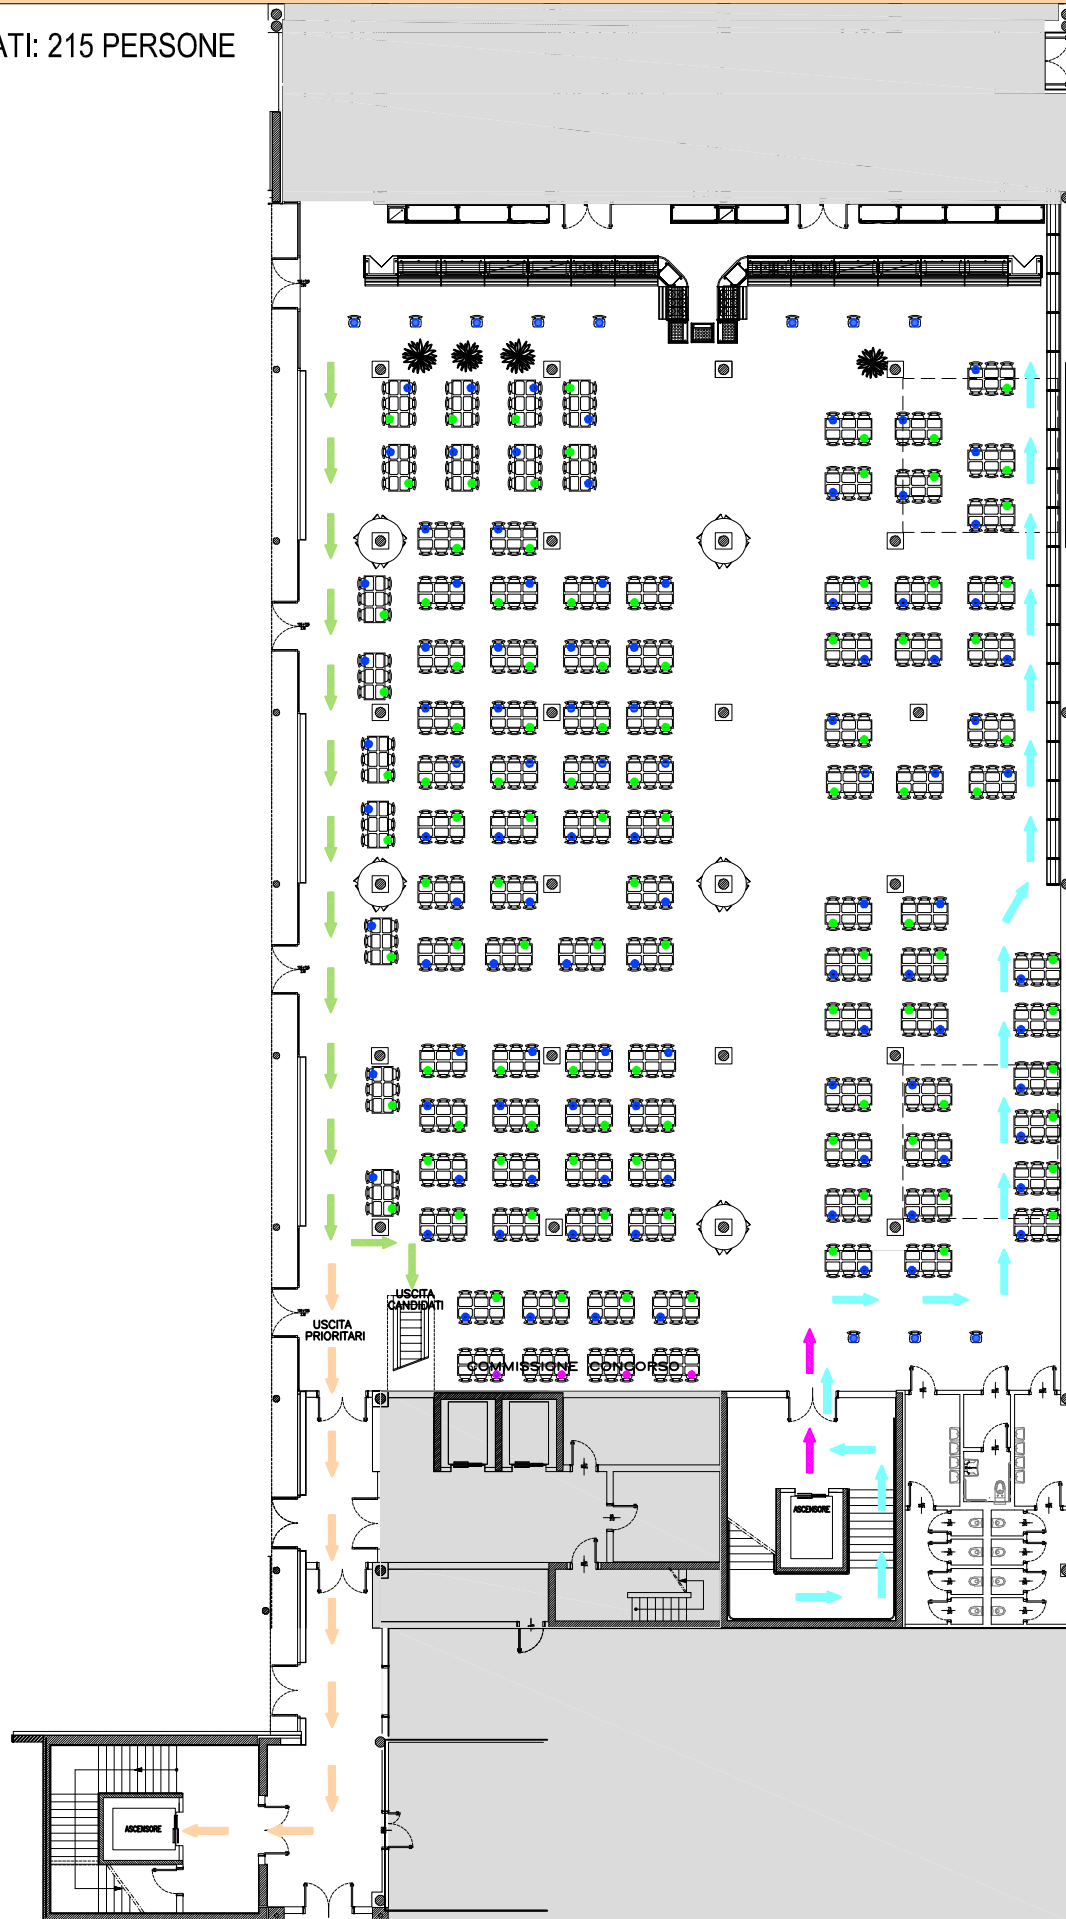 ATI: 215 PERSONE
USCITA
CANDIDATI
USCITA
PRIORITARI
COMMISSIONE CONCORSO
ASCENSORE
ASCENSORE